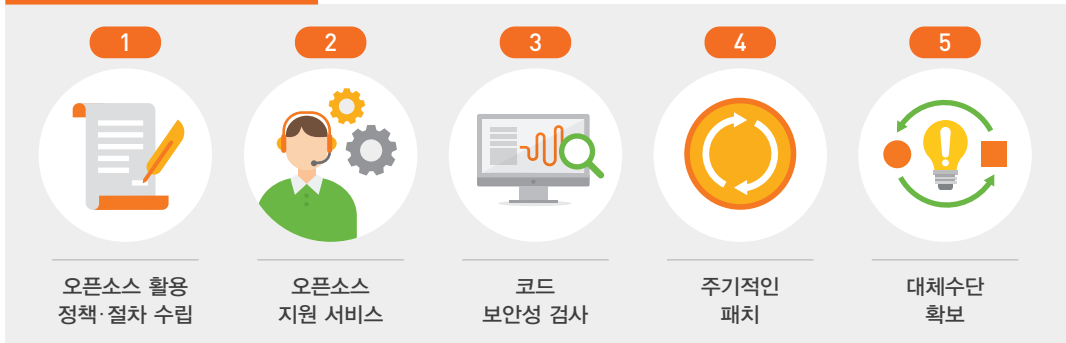 1
2
3
4
5
오픈소스 활용
정책·절차 수립
오픈소스
지원 서비스
코드
보안성 검사
주기적인
패치
대체수단
확보